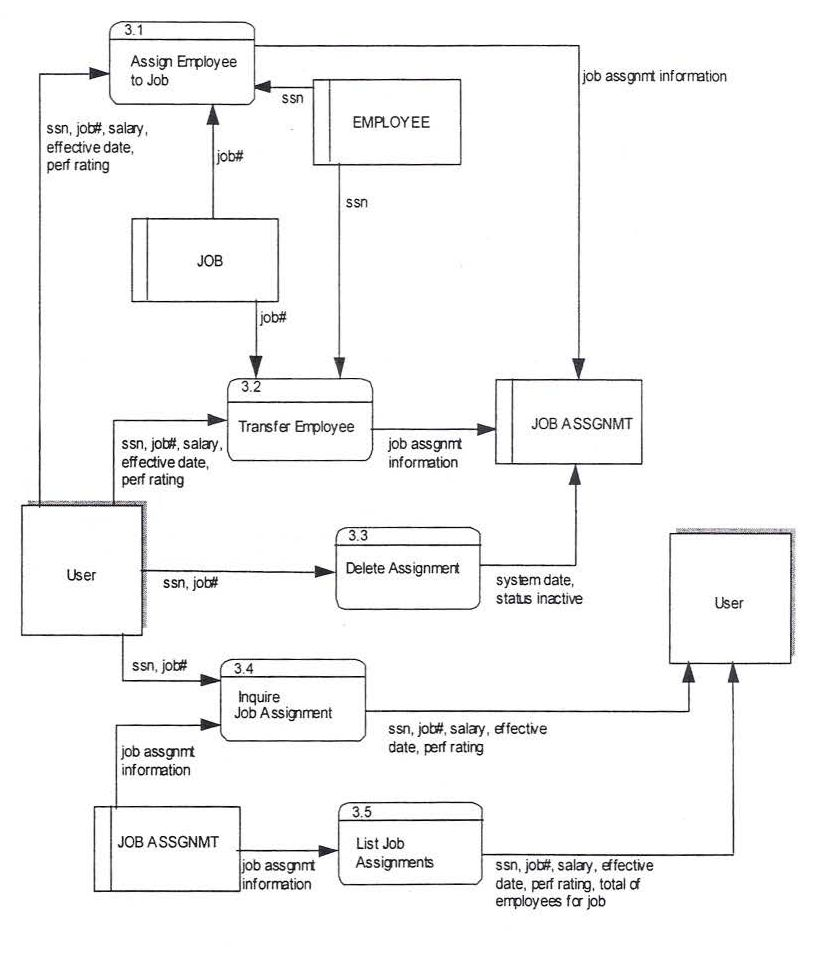 3.1
Assign Employee
to Job
job assgnmt information
ssn
EMPLOYEE
ssn, job#, salary,
effective date,
perf rating
job#
ssn
JOB
job#
3.2
Transfer Employee
JOB ASSGNMT
ssn, job#, salary,
effective date,
perf rating
job assgnmt
information
3.3
Delete Assignment
User
ssn, job#
system date,
status inactive
User
ssn, job#
3.4
Inquire
Job Assignment
ssn, job#, salary, effective
date, perf rating
job assgnmt
information
3.5
JOB ASSGNMT
List Job
Assignments
job assgnmt
information
ssn, job#, salary, effective
date, perf rating, total of
employees for job